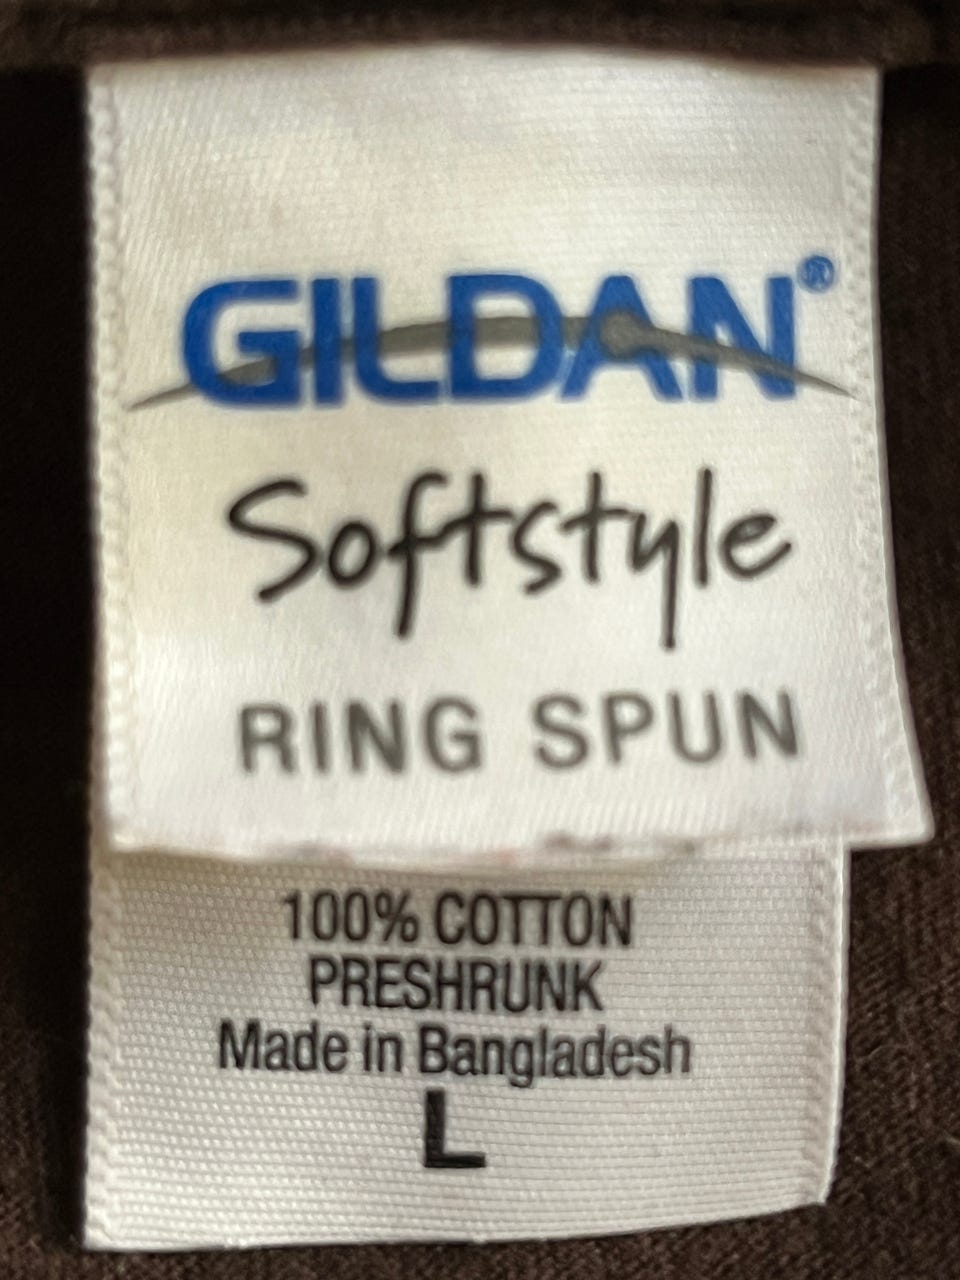 GILDAN®
Softstyle
RING SPUN
100% COTTON
PRESHRUNK
Made in Bangladesh
L